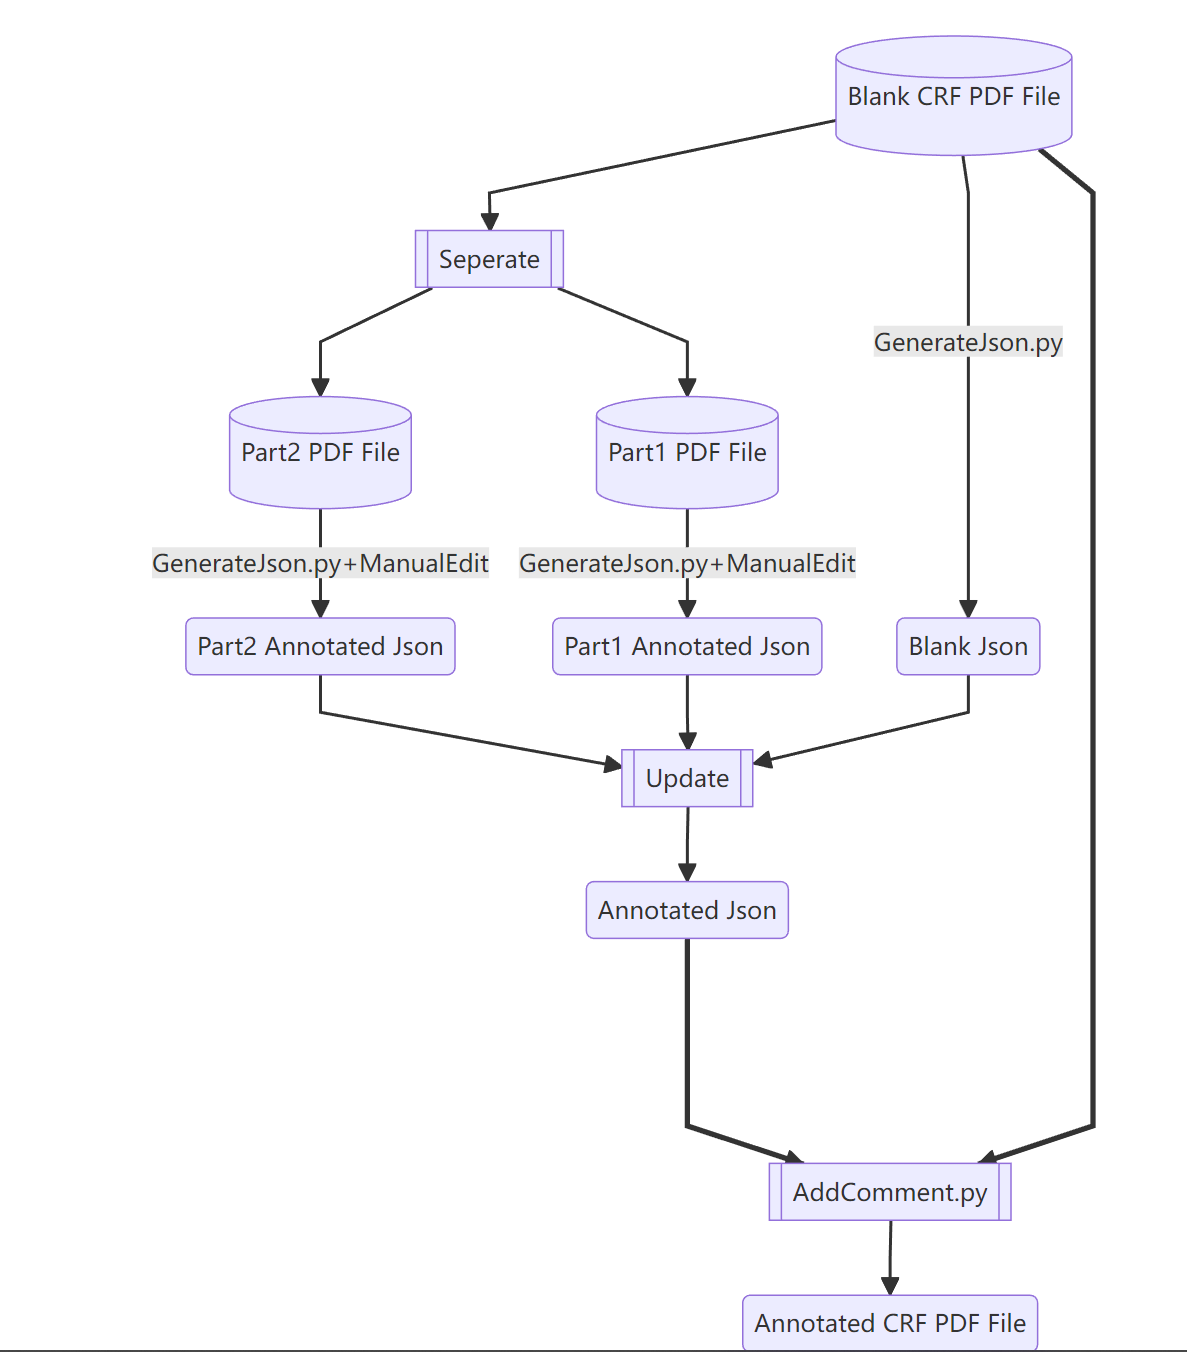 Blank CRF PDF File
Seperate
GenerateJson.py
Part2 PDF File
Part1 PDF File
GenerateJson.py+ManualEdit
GenerateJson.py+ManualEdit
Part2 Annotated Json
Part1 Annotated Json
Blank Json
Update
Annotated Json
AddComment.py
Annotated CRF PDF File